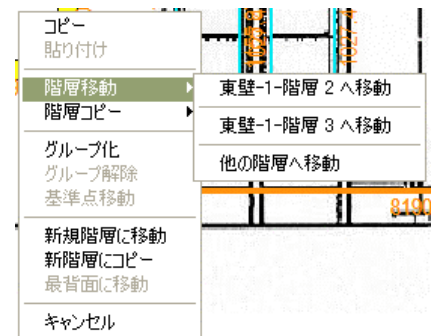 コピー
貼り付け
階層移動
階層コピー
グループ化
グループ解除
基準点移動
新規階層に移動
新階層にコピー
最背面に移動
キャンセル
東壁-1-階層 2 へ移動
東壁-1-階層 3 へ移動
他の階層へ移動
8190